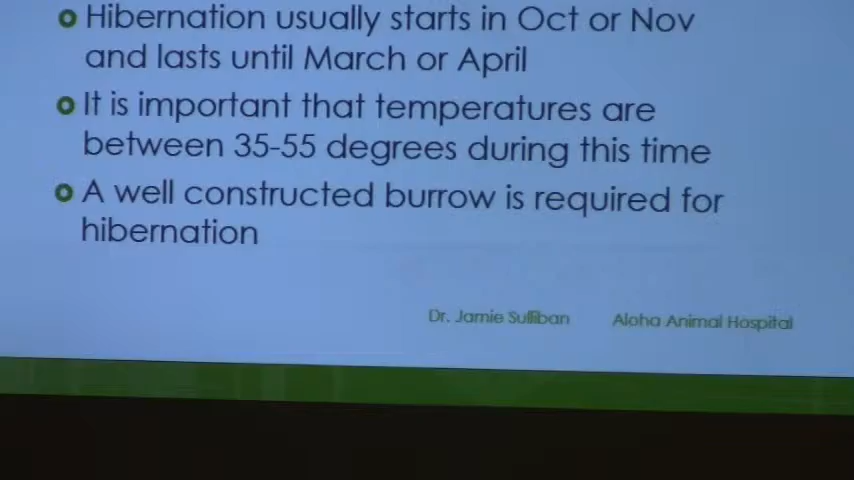 Hibernation usually starts in Oct or Nov
and lasts until March or April
It is important that temperatures are
between 35-55 degrees during this time
A well constructed burrow is required for
hibernation
Dr. Jamie Sulliban Aloha Animal Hospital